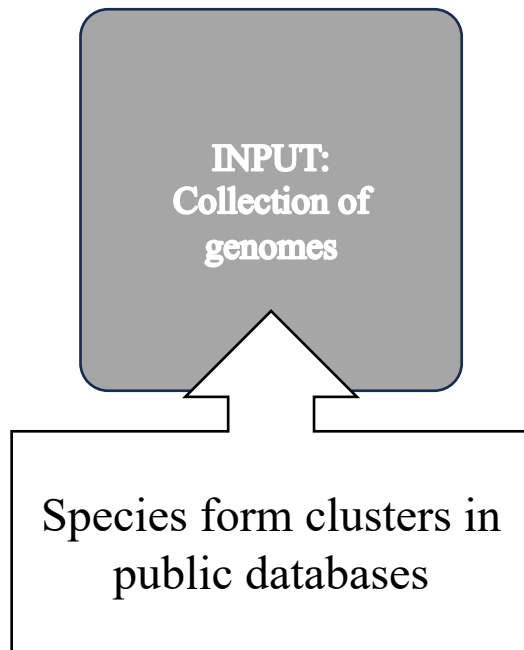 INPUT:
Collection of
genomes
Species form clusters in
public databases